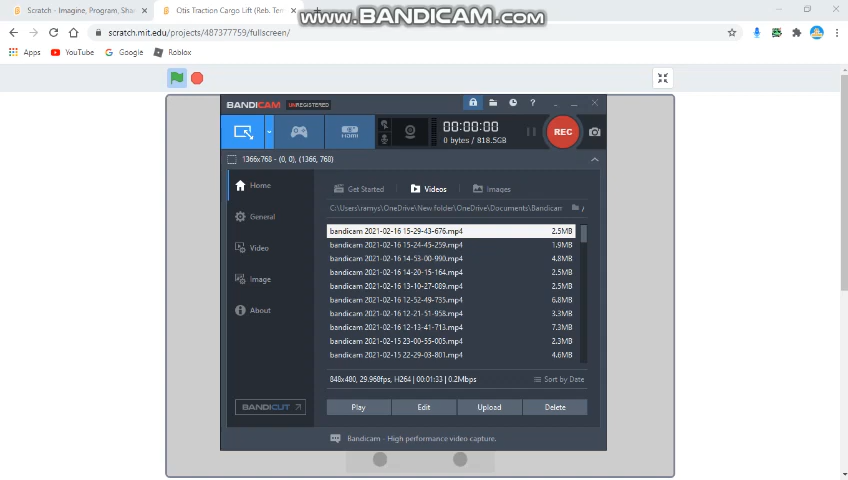 Scratch - Imagine, Program, Sha
Otis Traction Cargo Lift (Reb. Ter
www.BANDICAM.com
scratch.mit.edu/projects/487377759/fullscreen/
Apps
YouTube
Google
Roblox
BANDICAM
UNREGISTERED
HDMI
00:00:00
0 bytes / 818.5GB
REC
1366x768 - (0, 0), (1366, 768)
Home
General
Video
Image
About
BANDICUT
Get Started
Videos
Images
C:\Users\ramys\OneDrive\New folder\OneDrive\Documents\Bandicam
bandicam 2021-02-16 15-29-43-676.mp4 2.5MB
bandicam 2021-02-16 15-24-45-259.mp4 1.9MB
bandicam 2021-02-16 14-53-00-990.mp4 4.8MB
bandicam 2021-02-16 14-20-15-164.mp4 2.5MB
bandicam 2021-02-16 13-10-27-089.mp4 2.5MB
bandicam 2021-02-16 12-52-49-735.mp4 6.8MB
bandicam 2021-02-16 12-21-51-958.mp4 3.3MB
bandicam 2021-02-16 12-13-41-713.mp4 7.3MB
bandicam 2021-02-15 23-00-55-005.mp4 2.3MB
bandicam 2021-02-15 22-29-03-801.mp4 4.6MB
848x480, 29.968fps, H264 | 00:01:33 | 0.2Mbps
Sort by Date
Play
Edit
Upload
Delete
Bandicam - High performance video capture.